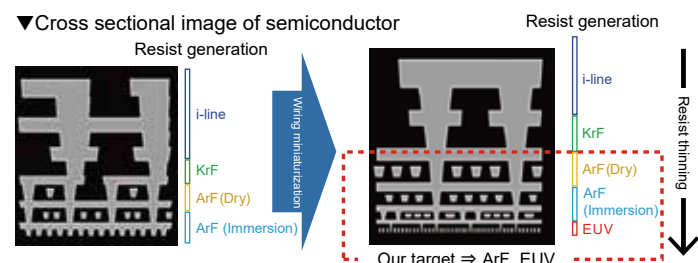 ▼Cross sectional image of semiconductor
Resist generation
i-line
KrF
ArF(Dry)
ArF (Immersion)
Wiring miniaturization
Resist generation
i-line
KrF
ArF(Dry)
ArF
(Immersion)
EUV
Resist thinning
Our target ⇒ ArF, EUV